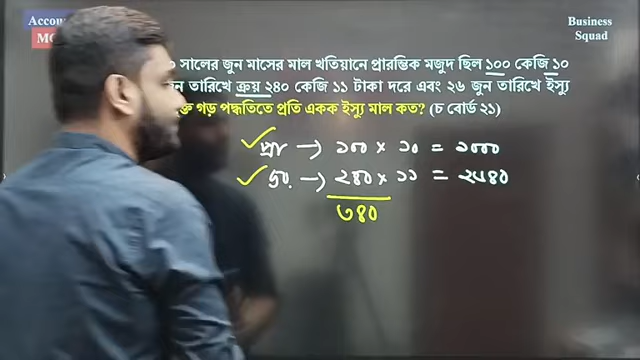 Accou
MC
Business
Squad
০ সালের জুন মাসের মাল খতিয়ানে প্রারম্ভিক মজুদ ছিল ১০০ কেজি ১০
ন তারিখে ক্রয় ২৪০ কেজি ১১ টাকা দরে এবং ২৬ জুন তারিখে ইস্যু
ক্ত গড় পদ্ধতিতে প্রতি একক ইস্যু মাল কত? (চ বোর্ড ২১)
প্রা → ১০০ × ১০ = ১০০০
ক্র. → ২৪০ × ১১ = ২৬৪০
৩৪০